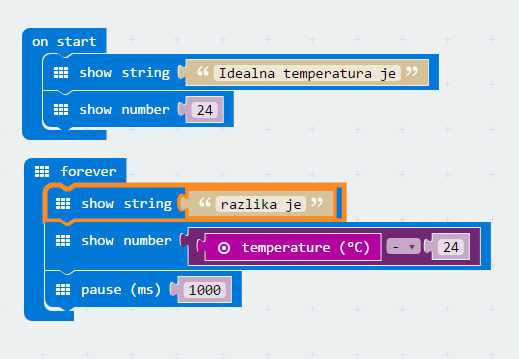 on start
show string “ Idealna temperatura je ”
show number 24
forever
show string “ razlika je ”
show number temperature (ºC) - 24
pause (ms) 1000